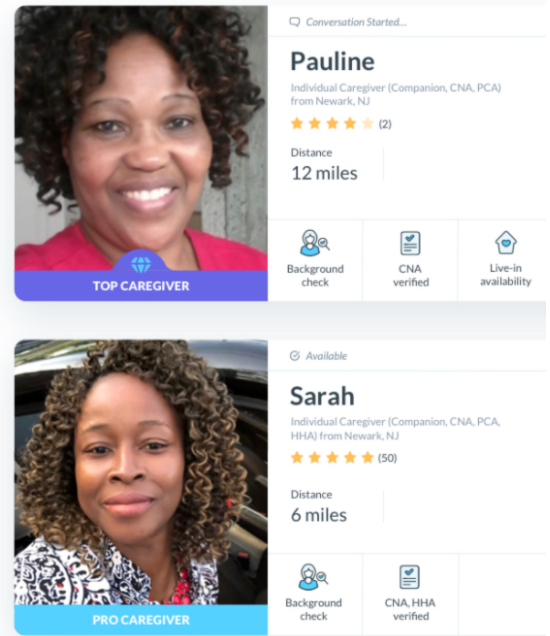 Conversation Started...
Pauline
Individual Caregiver (Companion, CNA, PCA)
from Newark, NJ
(2)
Distance
12 miles
TOP CAREGIVER
Background
check
CNA
verified
Live-in
availability
Available
Sarah
Individual Caregiver (Companion, CNA, PCA,
HHA) from Newark, NJ
(50)
Distance
6 miles
PRO CAREGIVER
Background
check
CNA, HHA
verified